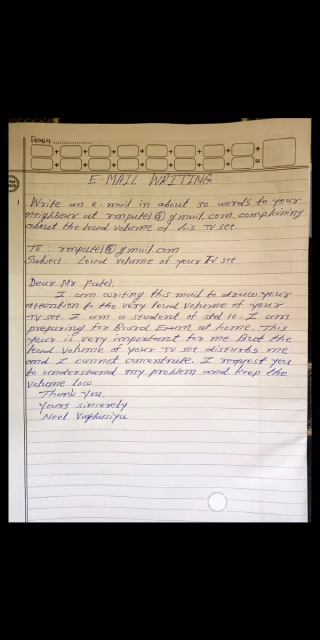 વિભાગ ..................
+ + + + + + + +
+ + + + + + + =
E-MAIL WRITING
1
Write an e-mail in about 50 words to your
neighbour at rmpatel@gmail.com, complaining
about the loud volume of his TV set.
To : rmpatel@gmail.com
Subject : Loud volume of your TV set
Dear Mr Patel.
I am writing this mail to draw your
attention to the very loud volume of your
TV set. I am a student of std 10. I am
preparing for Board Exam at home. This
year is very important for me. But the
loud volume of your TV set disturbs me
and I cannot concentrate. I request you
to understand my problem and keep the
volume low.
Thank you,
Yours sincerely
Neel Vaghasiya